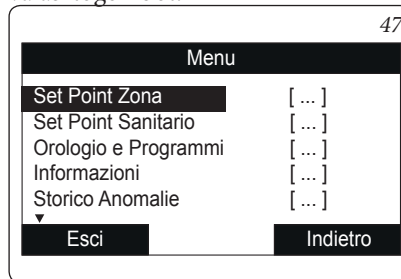 47
Menu
Set Point Zona [ ... ]
Set Point Sanitario [ ... ]
Orologio e Programmi [ ... ]
Informazioni [ ... ]
Storico Anomalie [ ... ]
▼
Esci Indietro